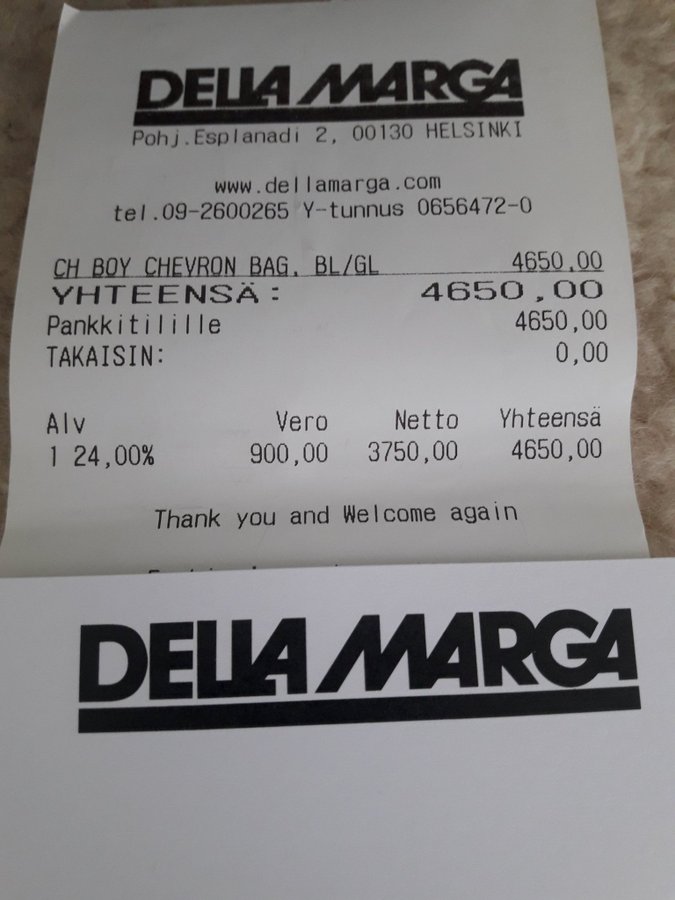 DELLA MARGA
Pohj.Esplanadi 2, 00130 HELSINKI
www.dellamarga.com
tel.09-2600265 Y-tunnus 0656472-0
CH BOY CHEVRON BAG, BL/GL 4650,00
YHTEENSÄ: 4650,00
Pankkitilille 4650,00
TAKAISIN: 0,00
Alv Vero Netto Yhteensä
1 24,00% 900,00 3750,00 4650,00
Thank you and Welcome again
DELLA MARGA